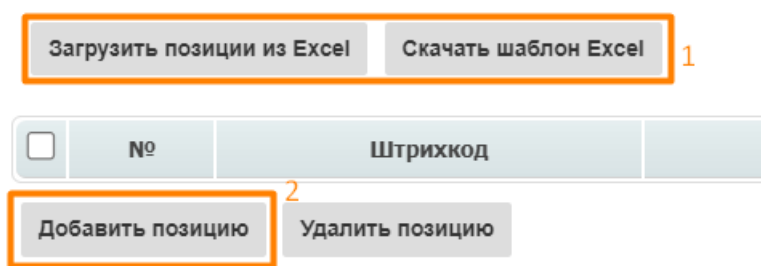 Загрузить позиции из Excel Скачать шаблон Excel 1
№ Штрихкод
2
Добавить позицию Удалить позицию